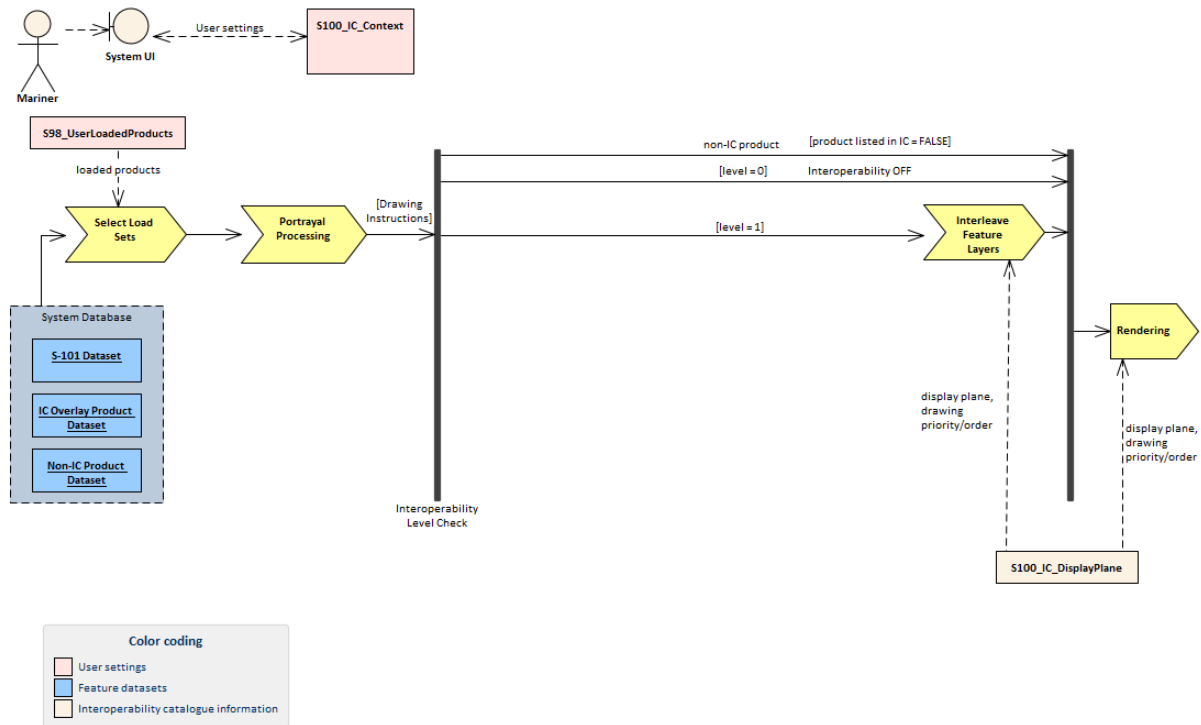 User settings
S100_IC_Context
System UI
Mariner
S98_UserLoadedProducts
loaded products
non-IC product
[product listed in IC = FALSE]
[level = 0]
Interoperability OFF
[Drawing
Instructions]
Select Load
Sets
Portrayal
Processing
[level = 1]
Interleave
Feature
Layers
System Database
S-101 Dataset
IC Overlay Product
Dataset
Non-IC Product
Dataset
Rendering
display plane,
drawing
priority/order
display plane,
drawing
priority/order
Interoperability
Level Check
S100_IC_DisplayPlane
Color coding
User settings
Feature datasets
Interoperability catalogue information